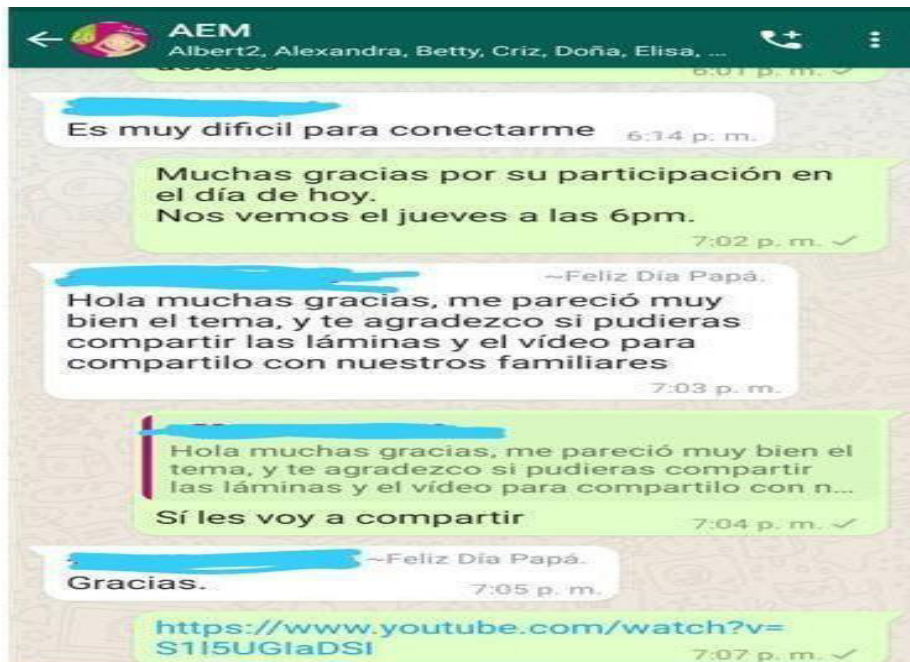 AEM
Albert2, Alexandra, Betty, Criz, Doña, Elisa, ...
6:01 p. m.
Es muy dificil para conectarme
6:14 p. m.
Muchas gracias por su participación en
el día de hoy.
Nos vemos el jueves a las 6pm.
7:02 p. m.
~Feliz Día Papá.
Hola muchas gracias, me pareció muy
bien el tema, y te agradezco si pudieras
compartir las láminas y el vídeo para
compartilo con nuestros familiares
7:03 p. m.
Hola muchas gracias, me pareció muy bien el
tema, y te agradezco si pudieras compartir
las láminas y el vídeo para compartilo con n...
Sí les voy a compartir
7:04 p. m.
~Feliz Día Papá.
Gracias.
7:05 p. m.
https://www.youtube.com/watch?v=
S1I5UGIaDSI
7:07 p. m.